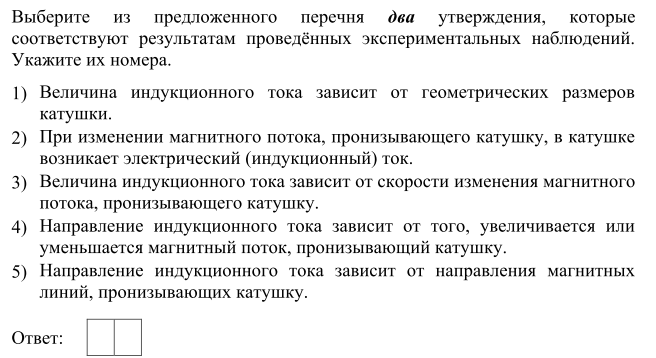 Выберите из предложенного перечня два утверждения, которые
соответствуют результатам проведённых экспериментальных наблюдений.
Укажите их номера.
1) Величина индукционного тока зависит от геометрических размеров
катушки.
2) При изменении магнитного потока, пронизывающего катушку, в катушке
возникает электрический (индукционный) ток.
3) Величина индукционного тока зависит от скорости изменения магнитного
потока, пронизывающего катушку.
4) Направление индукционного тока зависит от того, увеличивается или
уменьшается магнитный поток, пронизывающий катушку.
5) Направление индукционного тока зависит от направления магнитных
линий, пронизывающих катушку.
Ответ: